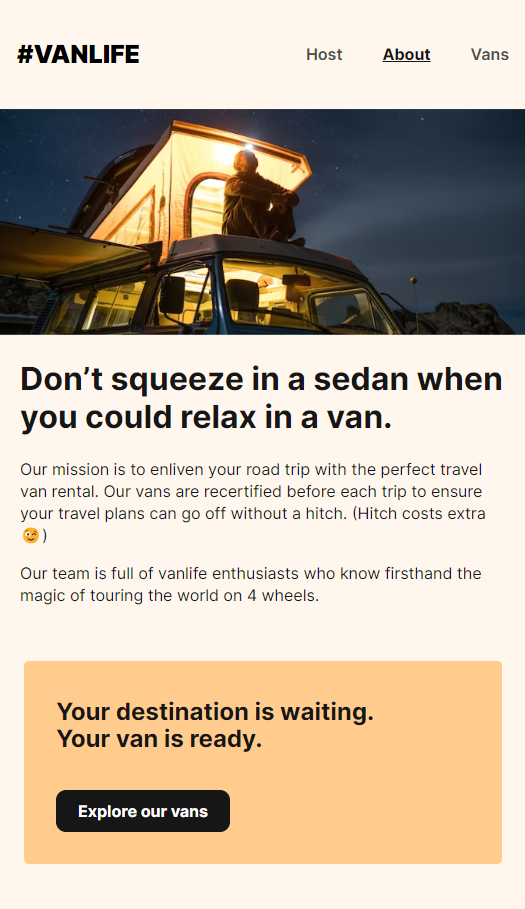 #VANLIFE
Host About Vans
Don’t squeeze in a sedan when
you could relax in a van.
Our mission is to enliven your road trip with the perfect travel
van rental. Our vans are recertified before each trip to ensure
your travel plans can go off without a hitch. (Hitch costs extra
😉)
Our team is full of vanlife enthusiasts who know firsthand the
magic of touring the world on 4 wheels.
Your destination is waiting.
Your van is ready.
Explore our vans